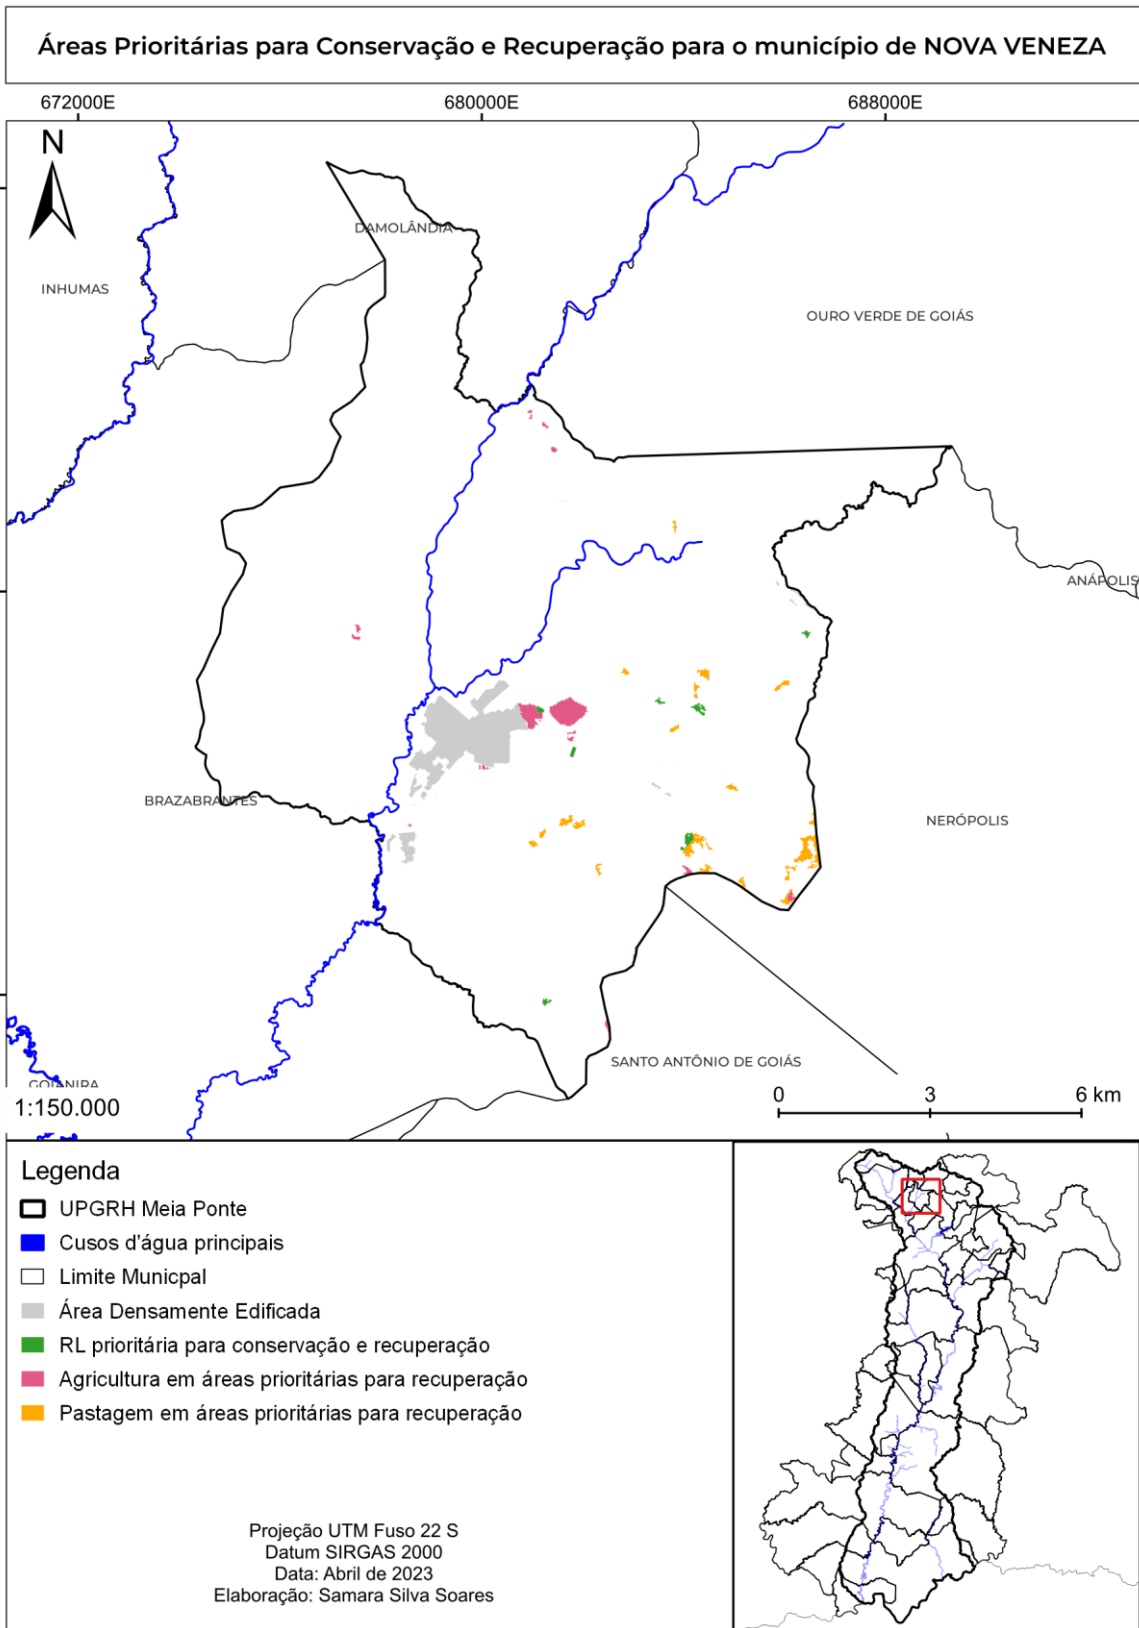 Áreas Prioritárias para Conservação e Recuperação para o município de NOVA VENEZA
672000E
680000E
688000E
N
DAMOLÂNDIA
INHUMAS
OURO VERDE DE GOIÁS
ANÁPOLIS
BRAZABRANTES
NERÓPOLIS
SANTO ANTÔNIO DE GOIÁS
GOIANIRA
1:150.000
0 3 6 km
Legenda
UPGRH Meia Ponte
Cusos d'água principais
Limite Municpal
Área Densamente Edificada
RL prioritária para conservação e recuperação
Agricultura em áreas prioritárias para recuperação
Pastagem em áreas prioritárias para recuperação
Projeção UTM Fuso 22 S
Datum SIRGAS 2000
Data: Abril de 2023
Elaboração: Samara Silva Soares